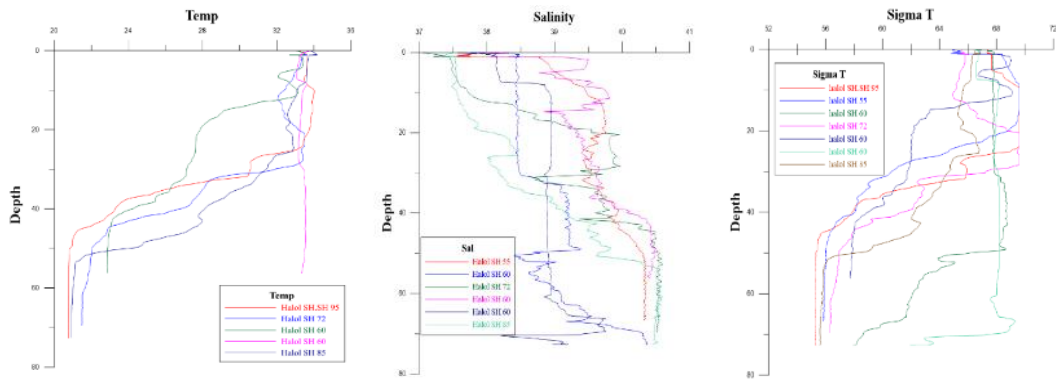 Temp
20 24 28 32 36
0
20
40
60
80
Depth
Temp
Halol SH.SH 95
Halol SH 72
Halol SH 60
Halol SH 60
Halol SH 85
Salinity
37 38 39 40 41
0
20
40
60
80
Depth
Sal
Halol SH 55
Halol SH 60
Halol SH 72
Halol SH 60
Halol SH 60
Halol SH 85
Sigma T
52 56 60 64 68 72
0
20
40
60
80
Depth
Sigma T
halol SH.SH 95
halol SH 55
halol SH 60
halol SH 72
halol SH 60
halol SH 60
halol SH 85